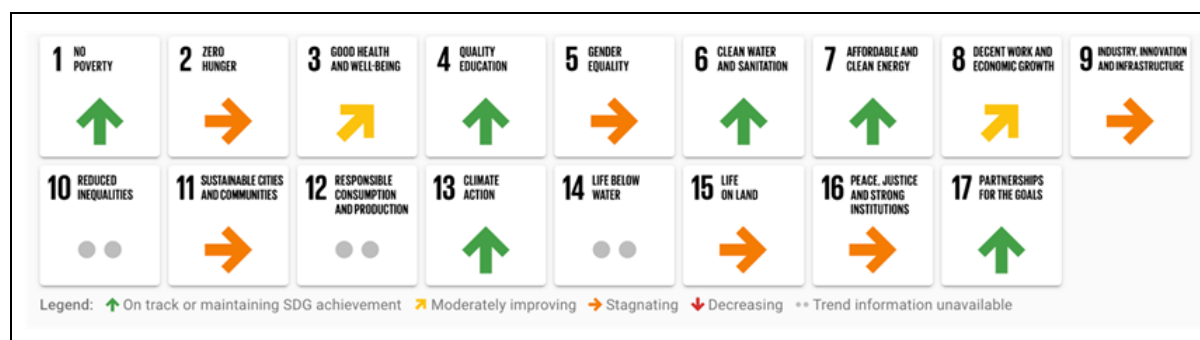 1 NO
POVERTY
2 ZERO
HUNGER
3 GOOD HEALTH
AND WELL-BEING
4 QUALITY
EDUCATION
5 GENDER
EQUALITY
6 CLEAN WATER
AND SANITATION
7 AFFORDABLE AND
CLEAN ENERGY
8 DECENT WORK AND
ECONOMIC GROWTH
9 INDUSTRY, INNOVATION
AND INFRASTRUCTURE
10 REDUCED
INEQUALITIES
11 SUSTAINABLE CITIES
AND COMMUNITIES
12 RESPONSIBLE
CONSUMPTION
AND PRODUCTION
13 CLIMATE
ACTION
14 LIFE BELOW
WATER
15 LIFE
ON LAND
16 PEACE, JUSTICE
AND STRONG
INSTITUTIONS
17 PARTNERSHIPS
FOR THE GOALS
Legend: On track or maintaining SDG achievement Moderately improving Stagnating Decreasing Trend information unavailable